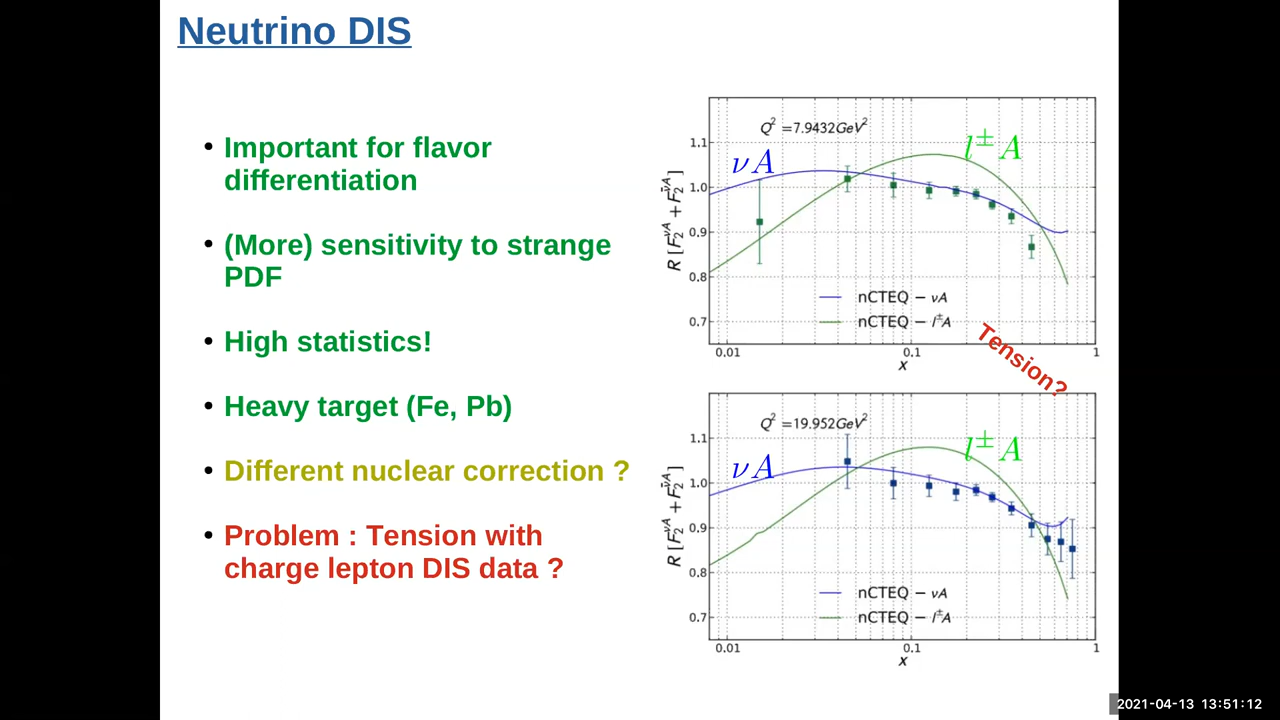 Neutrino DIS
• Important for flavor
differentiation
• (More) sensitivity to strange
PDF
• High statistics!
• Heavy target (Fe, Pb)
• Different nuclear correction ?
• Problem : Tension with
charge lepton DIS data ?
Q² =7.9432GeV²
νA
l±A
R [F₂^νA + F₂^ν̄A]
1.1
1.0
0.9
0.8
0.7
nCTEQ − νA
nCTEQ − l±A
0.01 0.1 1
x
Tension?
Q² =19.952GeV²
νA
l±A
R [F₂^νA + F₂^ν̄A]
1.1
1.0
0.9
0.8
0.7
nCTEQ − νA
nCTEQ − l±A
0.01 0.1 1
x
2021-04-13 13:51:12